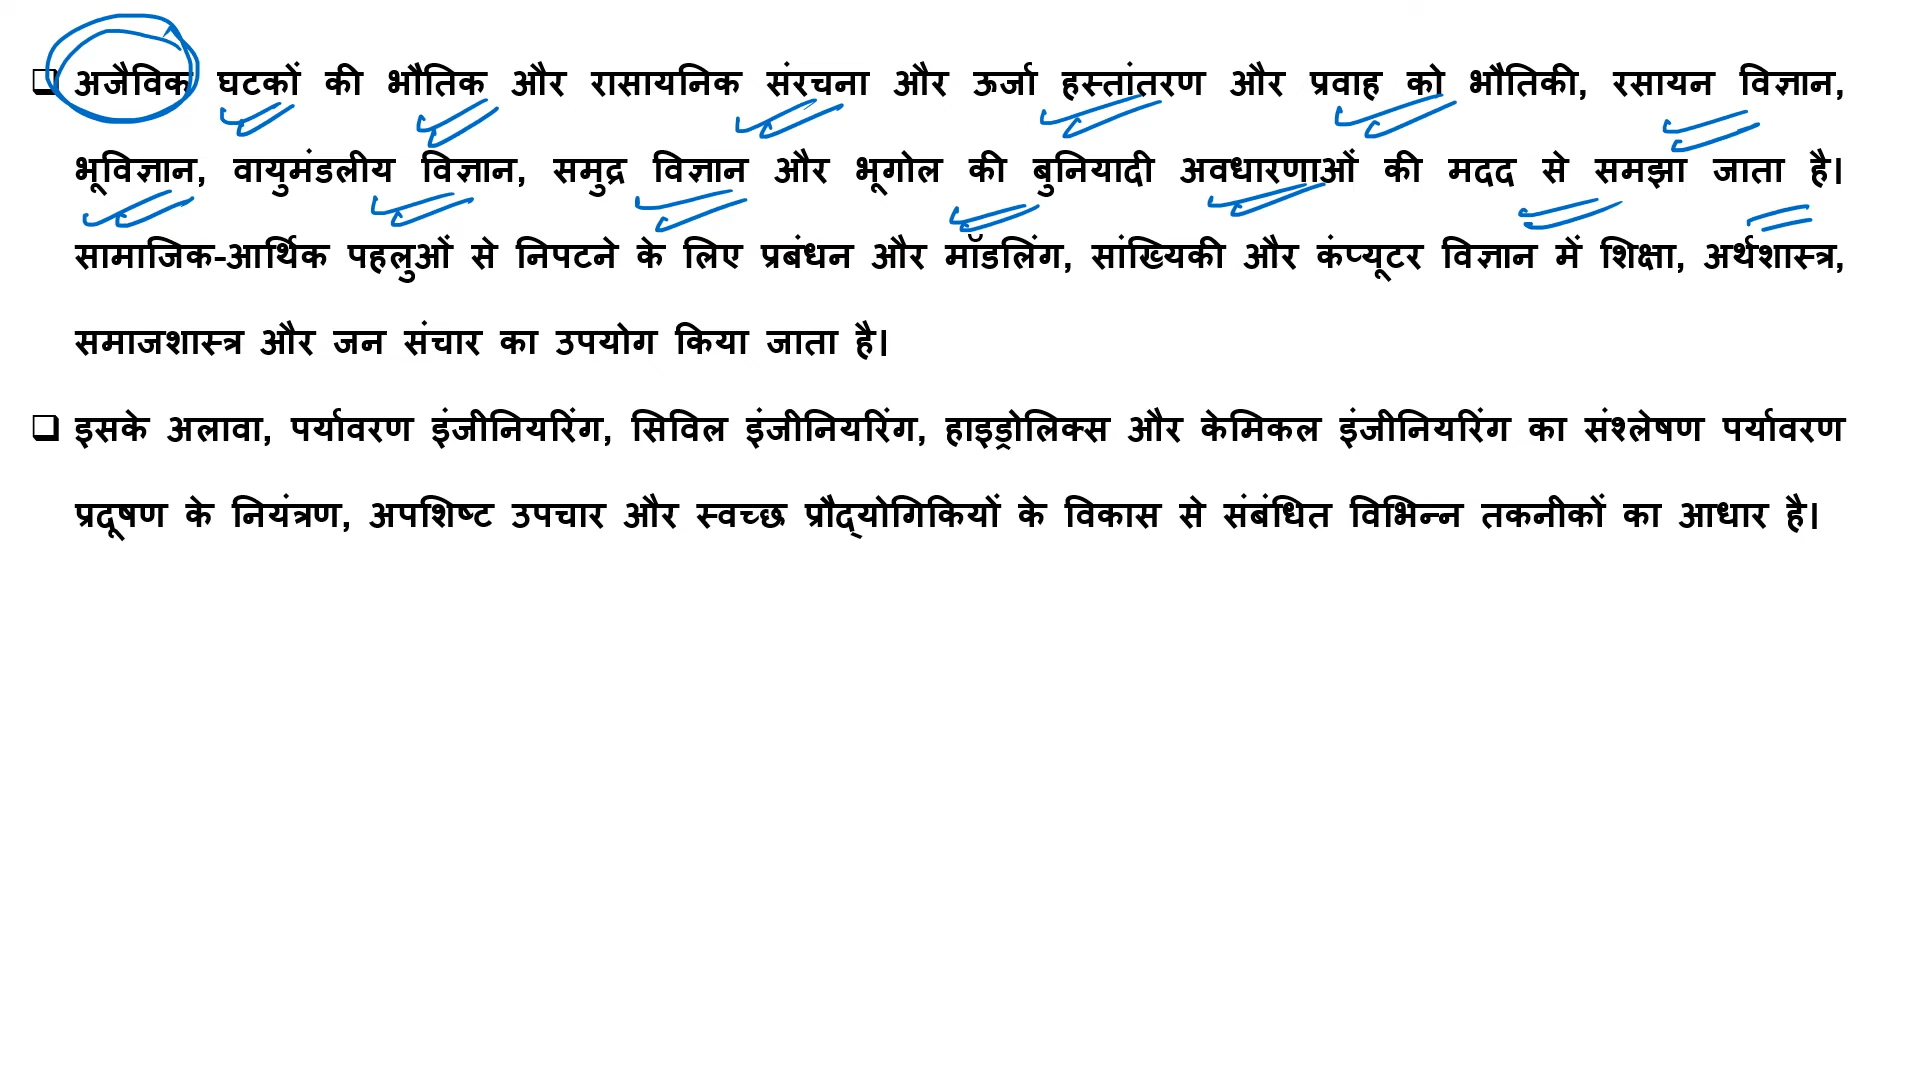 ❑ अजैविक घटकों की भौतिक और रासायनिक संरचना और ऊर्जा हस्तांतरण और प्रवाह को भौतिकी, रसायन विज्ञान,
भूविज्ञान, वायुमंडलीय विज्ञान, समुद्र विज्ञान और भूगोल की बुनियादी अवधारणाओं की मदद से समझा जाता है।
सामाजिक-आर्थिक पहलुओं से निपटने के लिए प्रबंधन और मॉडलिंग, सांख्यिकी और कंप्यूटर विज्ञान में शिक्षा, अर्थशास्त्र,
समाजशास्त्र और जन संचार का उपयोग किया जाता है।
❑ इसके अलावा, पर्यावरण इंजीनियरिंग, सिविल इंजीनियरिंग, हाइड्रोलिक्स और केमिकल इंजीनियरिंग का संश्लेषण पर्यावरण
प्रदूषण के नियंत्रण, अपशिष्ट उपचार और स्वच्छ प्रौद्योगिकियों के विकास से संबंधित विभिन्न तकनीकों का आधार है।